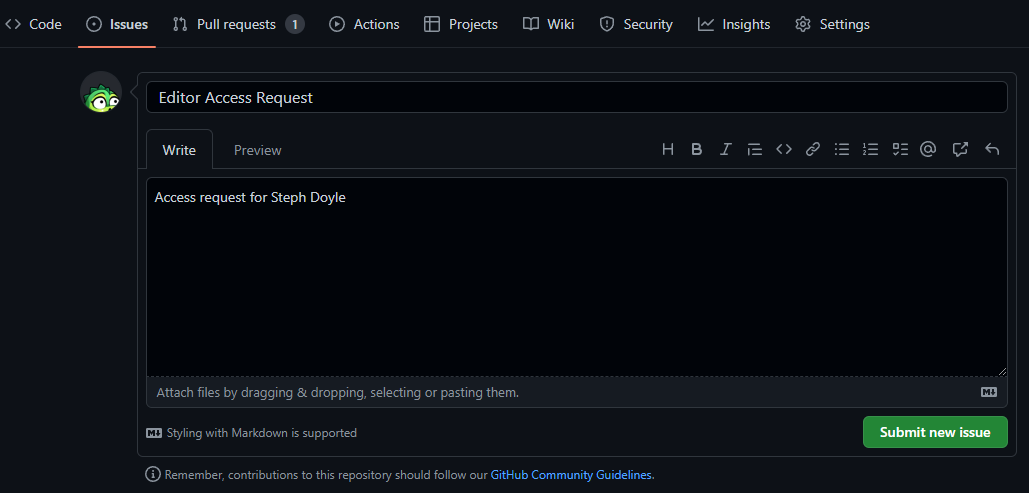 Code Issues Pull requests 1 Actions Projects Wiki Security Insights Settings
Editor Access Request
Write Preview
Access request for Steph Doyle
Attach files by dragging & dropping, selecting or pasting them.
Styling with Markdown is supported
Submit new issue
Remember, contributions to this repository should follow our GitHub Community Guidelines.